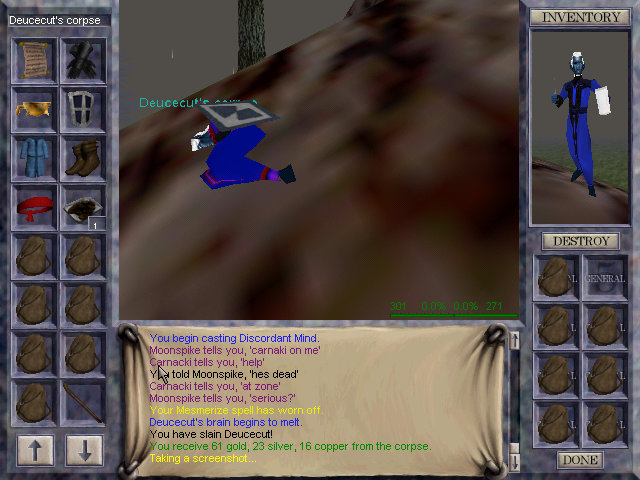 Deucecut's corpse
INVENTORY
Deucecut's corpse
1
DESTROY
GENERAL
301 0.0% 0.0% 271
You begin casting Discordant Mind.
Moonspike tells you, 'carnaki on me'
Carnacki tells you, 'help'
told Moonspike, 'hes dead'
Carnacki tells you, 'at zone'
Moonspike tells you, 'serious?'
Your Mesmerize spell has worn off.
Deucecut's brain begins to melt.
You have slain Deucecut!
You receive 61 gold, 23 silver, 16 copper from the corpse.
Taking a screenshot...
DONE